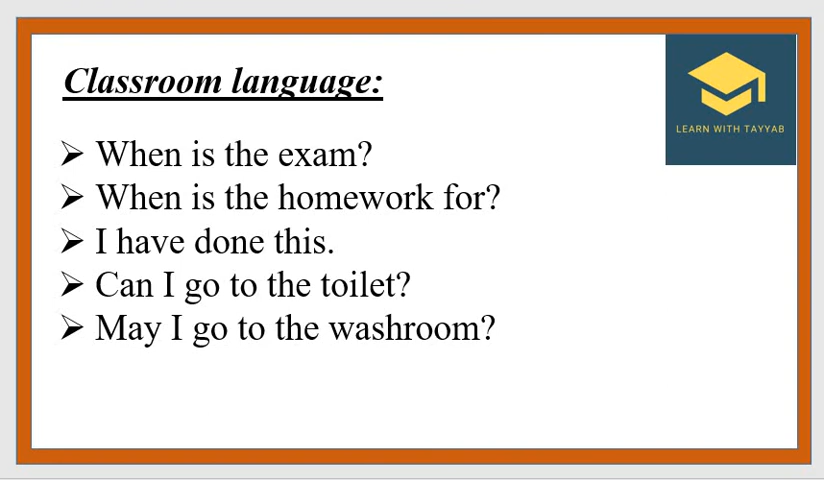 Classroom language:
LEARN WITH TAYYAB
➢ When is the exam?
➢ When is the homework for?
➢ I have done this.
➢ Can I go to the toilet?
➢ May I go to the washroom?